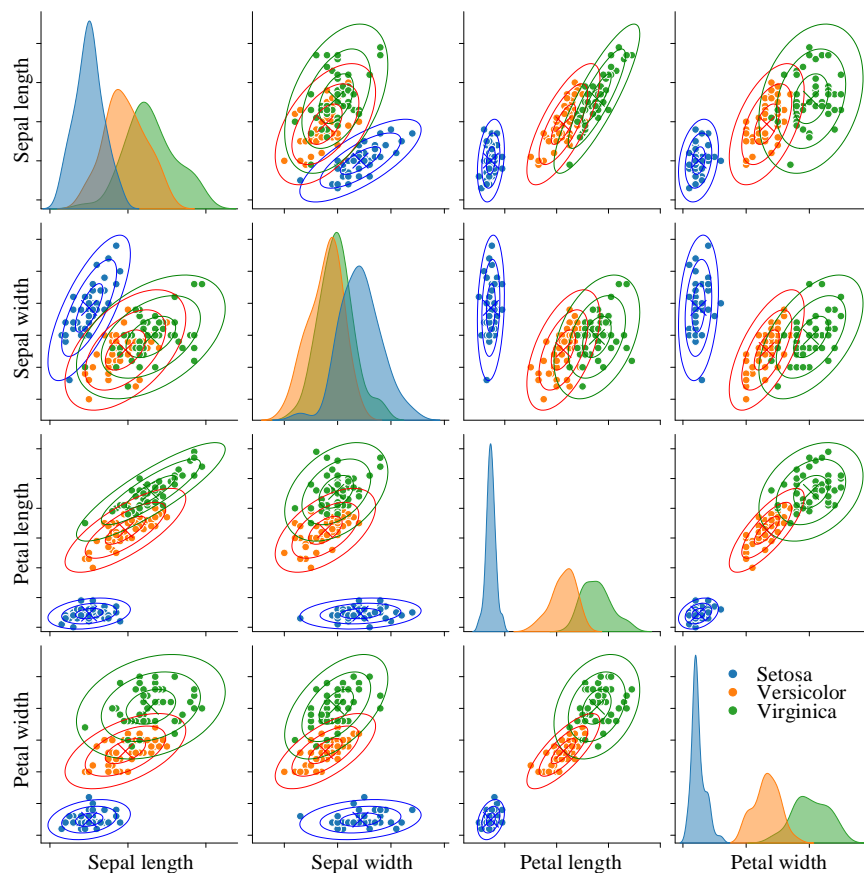 Sepal length
Sepal width
Petal length
Petal width
Setosa
Versicolor
Virginica
Sepal length
Sepal width
Petal length
Petal width